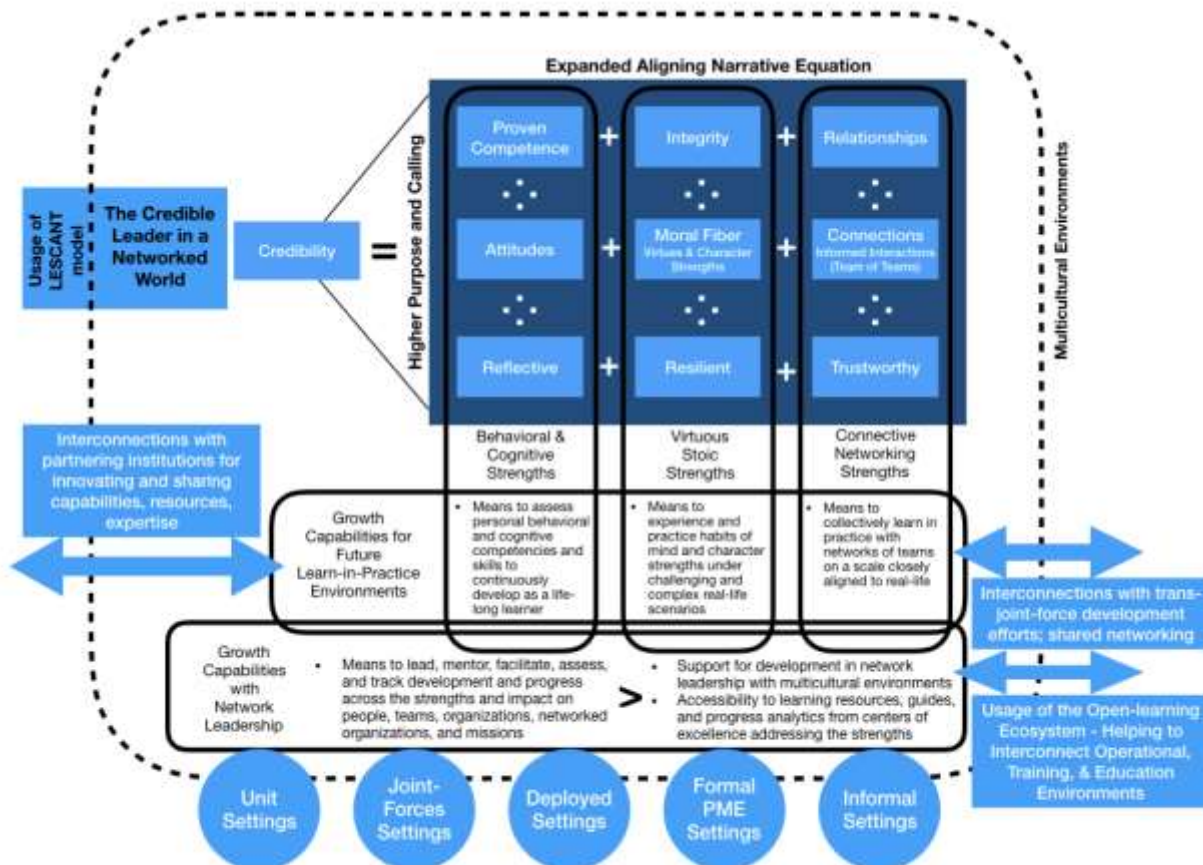 Expanded Aligning Narrative Equation
Higher Purpose and Calling
Multicultural Environments
Usage of
LESCANT
model
The Credible
Leader in a
Networked
World
Credibility
=
Proven
Competence
+
Integrity
+
Relationships
Attitudes
+
Moral Fiber
Virtues & Character
Strengths
+
Connections
Informed Interactions
(Team of Teams)
Reflective
+
Resilient
+
Trustworthy
Behavioral &
Cognitive
Strengths
Virtuous
Stoic
Strengths
Connective
Networking
Strengths
Interconnections with
partnering institutions for
innovating and sharing
capabilities, resources,
expertise
Growth
Capabilities for
Future
Learn-in-Practice
Environments
• Means to assess
personal behavioral
and cognitive
competencies and
skills to
continuously
develop as a life-
long learner
• Means to
experience and
practice habits of
mind and character
strengths under
challenging and
complex real-life
scenarios
• Means to
collectively learn in
practice with
networks of teams
on a scale closely
aligned to real-life
Interconnections with trans-
joint-force development
efforts; shared networking
Growth
Capabilities
with
Network
Leadership
• Means to lead, mentor, facilitate, assess,
and track development and progress
across the strengths and impact on
people, teams, organizations, networked
organizations, and missions
>
• Support for development in network
leadership with multicultural environments
• Accessibility to learning resources, guides,
and progress analytics from centers of
excellence addressing the strengths
Usage of the Open-learning
Ecosystem - Helping to
Interconnect Operational,
Training, & Education
Environments
Unit
Settings
Joint-
Forces
Settings
Deployed
Settings
Formal
PME
Settings
Informal
Settings